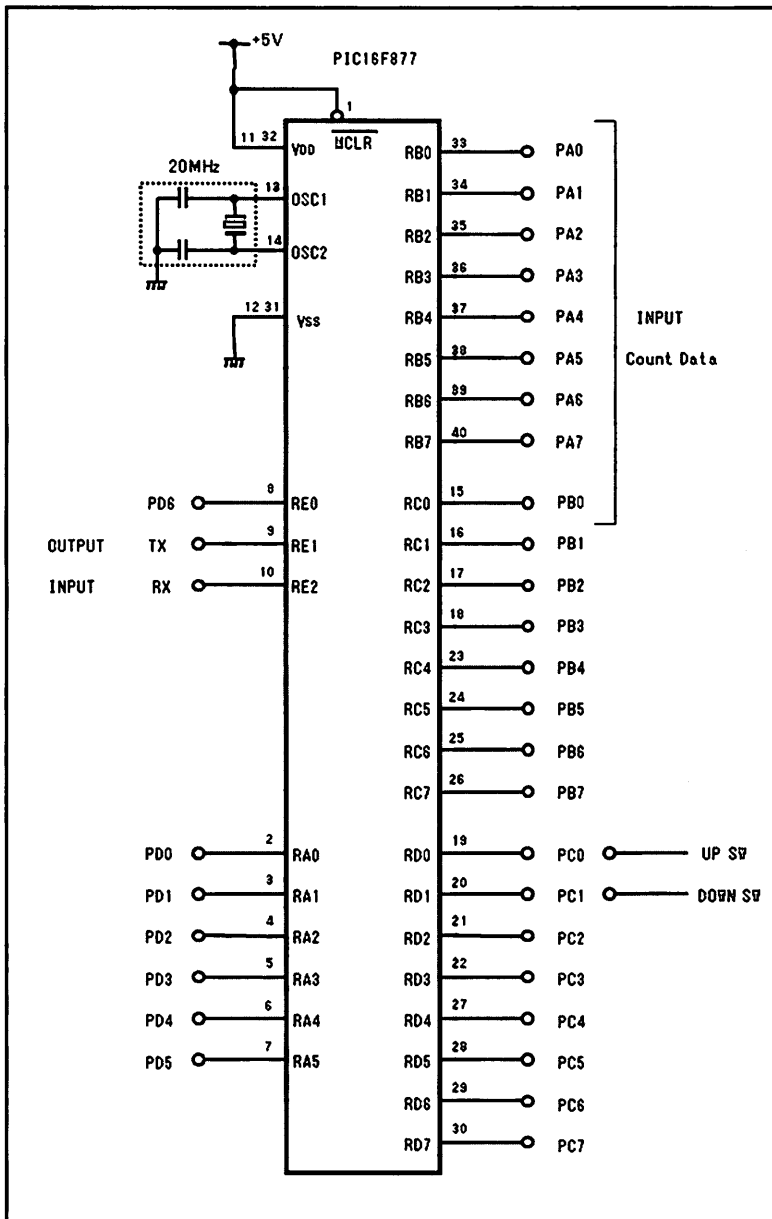 +5V
PIC16F877
1
MCLR
11 32
VDD
20MHz
13
OSC1
14
OSC2
12 31
VSS
8
PD6
RE0
9
OUTPUT TX
RE1
10
INPUT RX
RE2
2
PD0
RA0
3
PD1
RA1
4
PD2
RA2
5
PD3
RA3
6
PD4
RA4
7
PD5
RA5
RB0 33 PA0
RB1 34 PA1
RB2 35 PA2
RB3 36 PA3
RB4 37 PA4
RB5 38 PA5
RB6 39 PA6
RB7 40 PA7
RC0 15 PB0
INPUT
Count Data
RC1 16 PB1
RC2 17 PB2
RC3 18 PB3
RC4 23 PB4
RC5 24 PB5
RC6 25 PB6
RC7 26 PB7
RD0 19 PC0 UP SW
RD1 20 PC1 DOWN SW
RD2 21 PC2
RD3 22 PC3
RD4 27 PC4
RD5 28 PC5
RD6 29 PC6
RD7 30 PC7